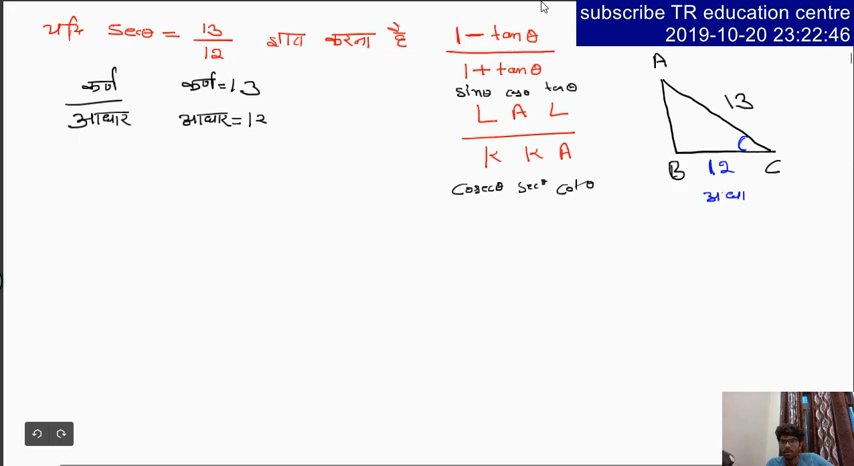 यदि secθ = 13/12 ज्ञात करना है 1 - tanθ / 1 + tanθ
कर्ण / आधार
कर्ण = 13
आधार = 12
sinθ cosθ tanθ
L A L
K K A
cosecθ secθ cotθ
subscribe TR education centre
2019-10-20 23:22:46
A
13
B 12 C